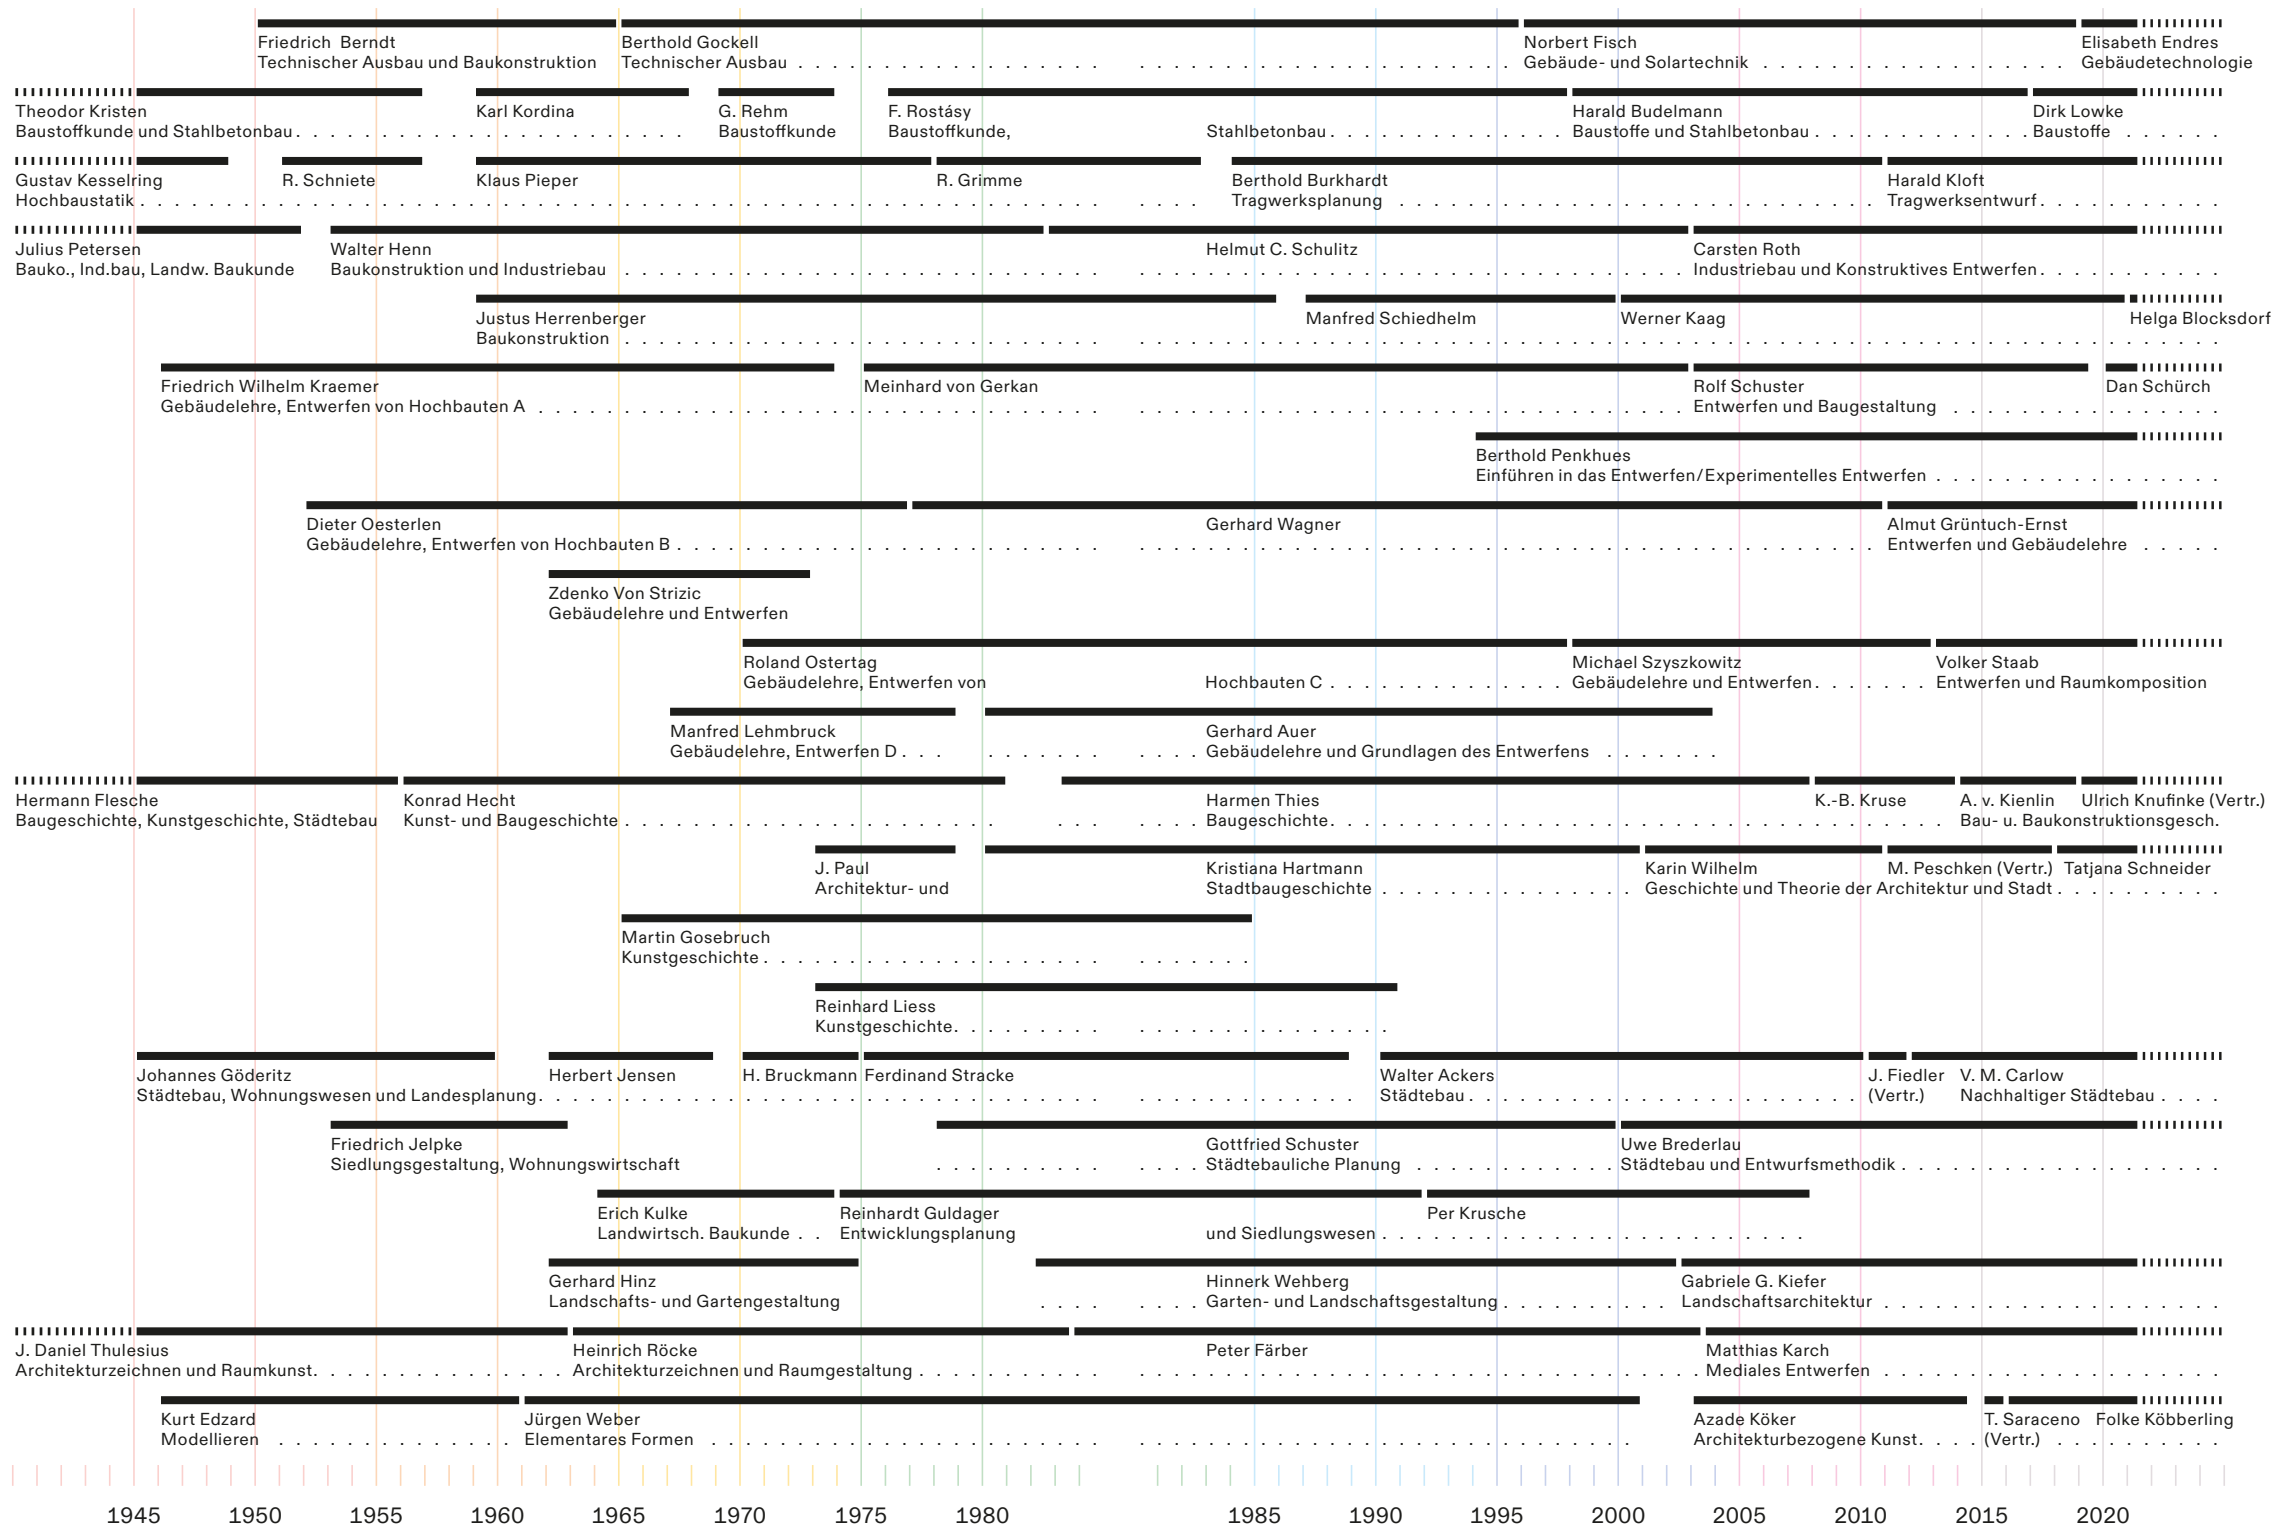 Friedrich Berndt Berthold Gockell Norbert Fisch Elisabeth Endres
Technischer Ausbau und Baukonstruktion Technischer Ausbau Gebäude- und Solartechnik Gebäudetechnologie
Theodor Kristen Karl Kordina G. Rehm F. Rostásy Harald Budelmann Dirk Lowke
Baustoffkunde und Stahlbetonbau Baustoffkunde Baustoffkunde, Stahlbetonbau Baustoffe und Stahlbetonbau Baustoffe
Gustav Kesselring R. Schniete Klaus Pieper R. Grimme Berthold Burkhardt Harald Kloft
Hochbaustatik Tragwerksplanung Tragwerksentwurf
Julius Petersen Walter Henn Helmut C. Schulitz Carsten Roth
Bauko., Ind.bau, Landw. Baukunde Baukonstruktion und Industriebau Industriebau und Konstruktives Entwerfen
Justus Herrenberger Manfred Schiedhelm Werner Kaag Helga Blocksdorf
Baukonstruktion
Friedrich Wilhelm Kraemer Meinhard von Gerkan Rolf Schuster Dan Schürch
Gebäudelehre, Entwerfen von Hochbauten A Entwerfen und Baugestaltung
Berthold Penkhues
Einführen in das Entwerfen/Experimentelles Entwerfen
Dieter Oesterlen Gerhard Wagner Almut Grüntuch-Ernst
Gebäudelehre, Entwerfen von Hochbauten B Entwerfen und Gebäudelehre
Zdenko Von Strizic
Gebäudelehre und Entwerfen
Roland Ostertag Michael Szyszkowitz Volker Staab
Gebäudelehre, Entwerfen von Hochbauten C Gebäudelehre und Entwerfen Entwerfen und Raumkomposition
Manfred Lehmbruck Gerhard Auer
Gebäudelehre, Entwerfen D Gebäudelehre und Grundlagen des Entwerfens
Hermann Flesche Konrad Hecht Harmen Thies K.-B. Kruse A. v. Kienlin Ulrich Knufinke (Vertr.)
Baugeschichte, Kunstgeschichte, Städtebau Kunst- und Baugeschichte Baugeschichte Bau- u. Baukonstruktionsgesch.
J. Paul Kristiana Hartmann Karin Wilhelm M. Peschken (Vertr.) Tatjana Schneider
Architektur- und Stadtbaugeschichte Geschichte und Theorie der Architektur und Stadt
Martin Gosebruch
Kunstgeschichte
Reinhard Liess
Kunstgeschichte
Johannes Göderitz Herbert Jensen H. Bruckmann Ferdinand Stracke Walter Ackers J. Fiedler V. M. Carlow
Städtebau, Wohnungswesen und Landesplanung Städtebau (Vertr.) Nachhaltiger Städtebau
Friedrich Jelpke Gottfried Schuster Uwe Brederlau
Siedlungsgestaltung, Wohnungswirtschaft Städtebauliche Planung Städtebau und Entwurfsmethodik
Erich Kulke Reinhardt Guldager Per Krusche
Landwirtsch. Baukunde Entwicklungsplanung und Siedlungswesen
Gerhard Hinz Hinnerk Wehberg Gabriele G. Kiefer
Landschafts- und Gartengestaltung Garten- und Landschaftsgestaltung Landschaftsarchitektur
J. Daniel Thulesius Heinrich Röcke Peter Färber Matthias Karch
Architekturzeichnen und Raumkunst Architekturzeichnen und Raumgestaltung Mediales Entwerfen
Kurt Edzard Jürgen Weber Azade Köker T. Saraceno Folke Köbberling
Modellieren Elementares Formen Architekturbezogene Kunst (Vertr.)
1945 1950 1955 1960 1965 1970 1975 1980 1985 1990 1995 2000 2005 2010 2015 2020